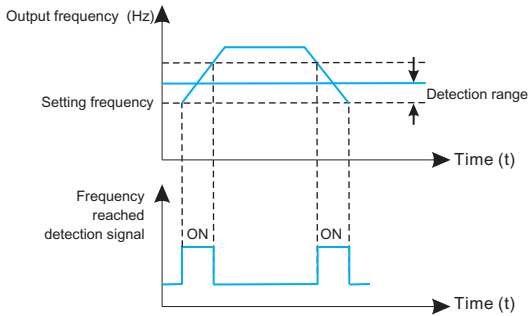 Output frequency (Hz)
Setting frequency
Detection range
Time (t)
Frequency
reached
detection signal
ON
ON
Time (t)